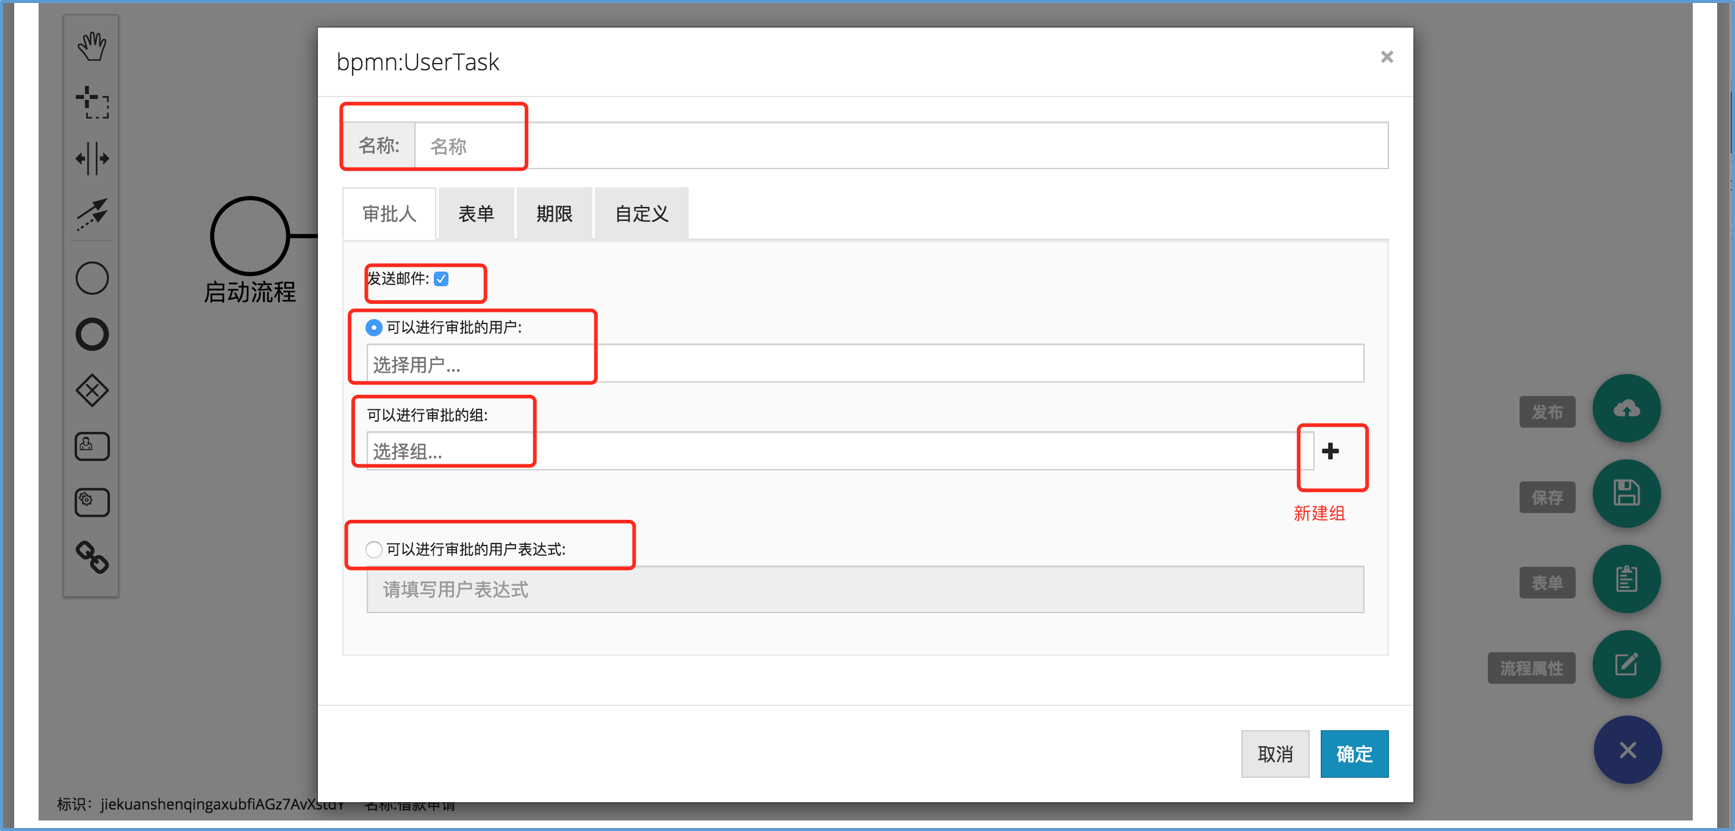 bpmn:UserTask
×
名称:
名称
审批人
表单
期限
自定义
发送邮件:
可以进行审批的用户:
选择用户...
可以进行审批的组:
选择组...
新建组
可以进行审批的用户表达式:
请填写用户表达式
取消
确定
启动流程
发布
保存
表单
流程属性
标识: jiekuanshenqingaxubfiAGz7AvXstdY 名称:借款申请